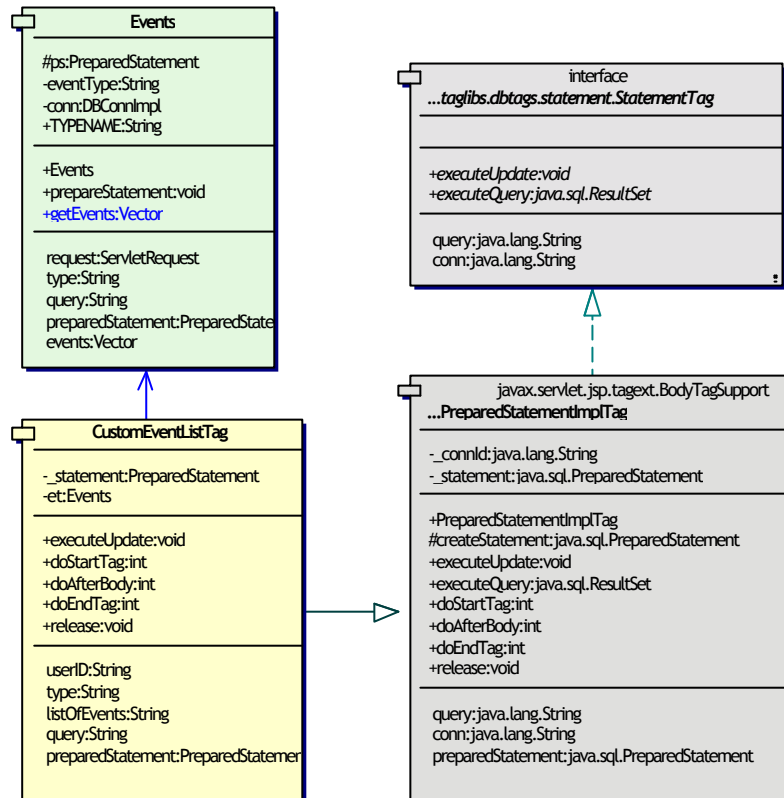 Events
#ps:PreparedStatement
-eventType:String
-conn:DBConnImpl
+TYPENAME:String
+Events
+prepareStatement:void
+getEvents:Vector
request:ServletRequest
type:String
query:String
preparedStatement:PreparedState
events:Vector
interface
...taglibs.dbtags.statement.StatementTag
+executeUpdate:void
+executeQuery:java.sql.ResultSet
query:java.lang.String
conn:java.lang.String
CustomEventListTag
-_statement:PreparedStatement
-et:Events
+executeUpdate:void
+doStartTag:int
+doAfterBody:int
+doEndTag:int
+release:void
userID:String
type:String
listOfEvents:String
query:String
preparedStatement:PreparedStatemen
javax.servlet.jsp.tagext.BodyTagSupport
...PreparedStatementImplTag
-_connId:java.lang.String
-_statement:java.sql.PreparedStatement
+PreparedStatementImplTag
#createStatement:java.sql.PreparedStatement
+executeUpdate:void
+executeQuery:java.sql.ResultSet
+doStartTag:int
+doAfterBody:int
+doEndTag:int
+release:void
query:java.lang.String
conn:java.lang.String
preparedStatement:java.sql.PreparedStatement